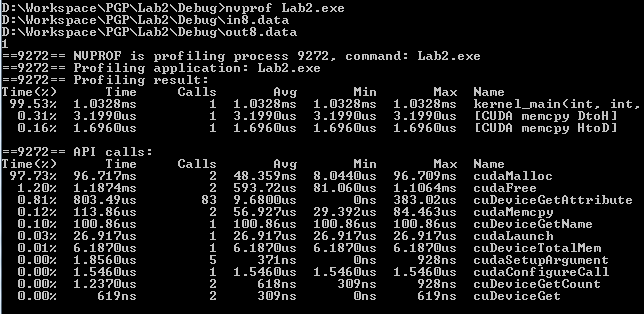 D:\Workspace\PGP\Lab2\Debug>nvprof Lab2.exe
D:\Workspace\PGP\Lab2\Debug\in8.data
D:\Workspace\PGP\Lab2\Debug\out8.data
1
==9272== NVPROF is profiling process 9272, command: Lab2.exe
==9272== Profiling application: Lab2.exe
==9272== Profiling result:
Time(%) Time Calls Avg Min Max Name
99.53% 1.0328ms 1 1.0328ms 1.0328ms 1.0328ms kernel_main(int, int,
0.31% 3.1990us 1 3.1990us 3.1990us 3.1990us [CUDA memcpy DtoH]
0.16% 1.6960us 1 1.6960us 1.6960us 1.6960us [CUDA memcpy HtoD]
==9272== API calls:
Time(%) Time Calls Avg Min Max Name
97.73% 96.717ms 2 48.359ms 8.0440us 96.709ms cudaMalloc
1.20% 1.1874ms 2 593.72us 81.060us 1.1064ms cudaFree
0.81% 803.49us 83 9.6800us 0ns 383.02us cuDeviceGetAttribute
0.12% 113.86us 2 56.927us 29.392us 84.463us cudaMemcpy
0.10% 100.86us 1 100.86us 100.86us 100.86us cuDeviceGetName
0.03% 26.917us 1 26.917us 26.917us 26.917us cudaLaunch
0.01% 6.1870us 1 6.1870us 6.1870us 6.1870us cuDeviceTotalMem
0.00% 1.8560us 5 371ns 0ns 928ns cudaSetupArgument
0.00% 1.5460us 1 1.5460us 1.5460us 1.5460us cudaConfigureCall
0.00% 1.2370us 2 618ns 309ns 928ns cuDeviceGetCount
0.00% 619ns 2 309ns 0ns 619ns cuDeviceGet